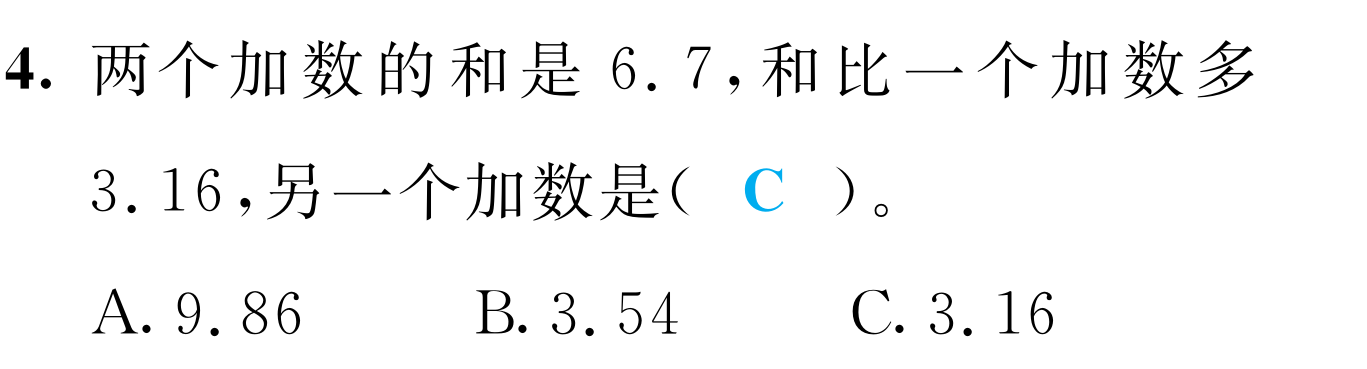 4. 两个加数的和是 6.7,和比一个加数多
3.16,另一个加数是( C )。
A. 9.86 B. 3.54 C. 3.16